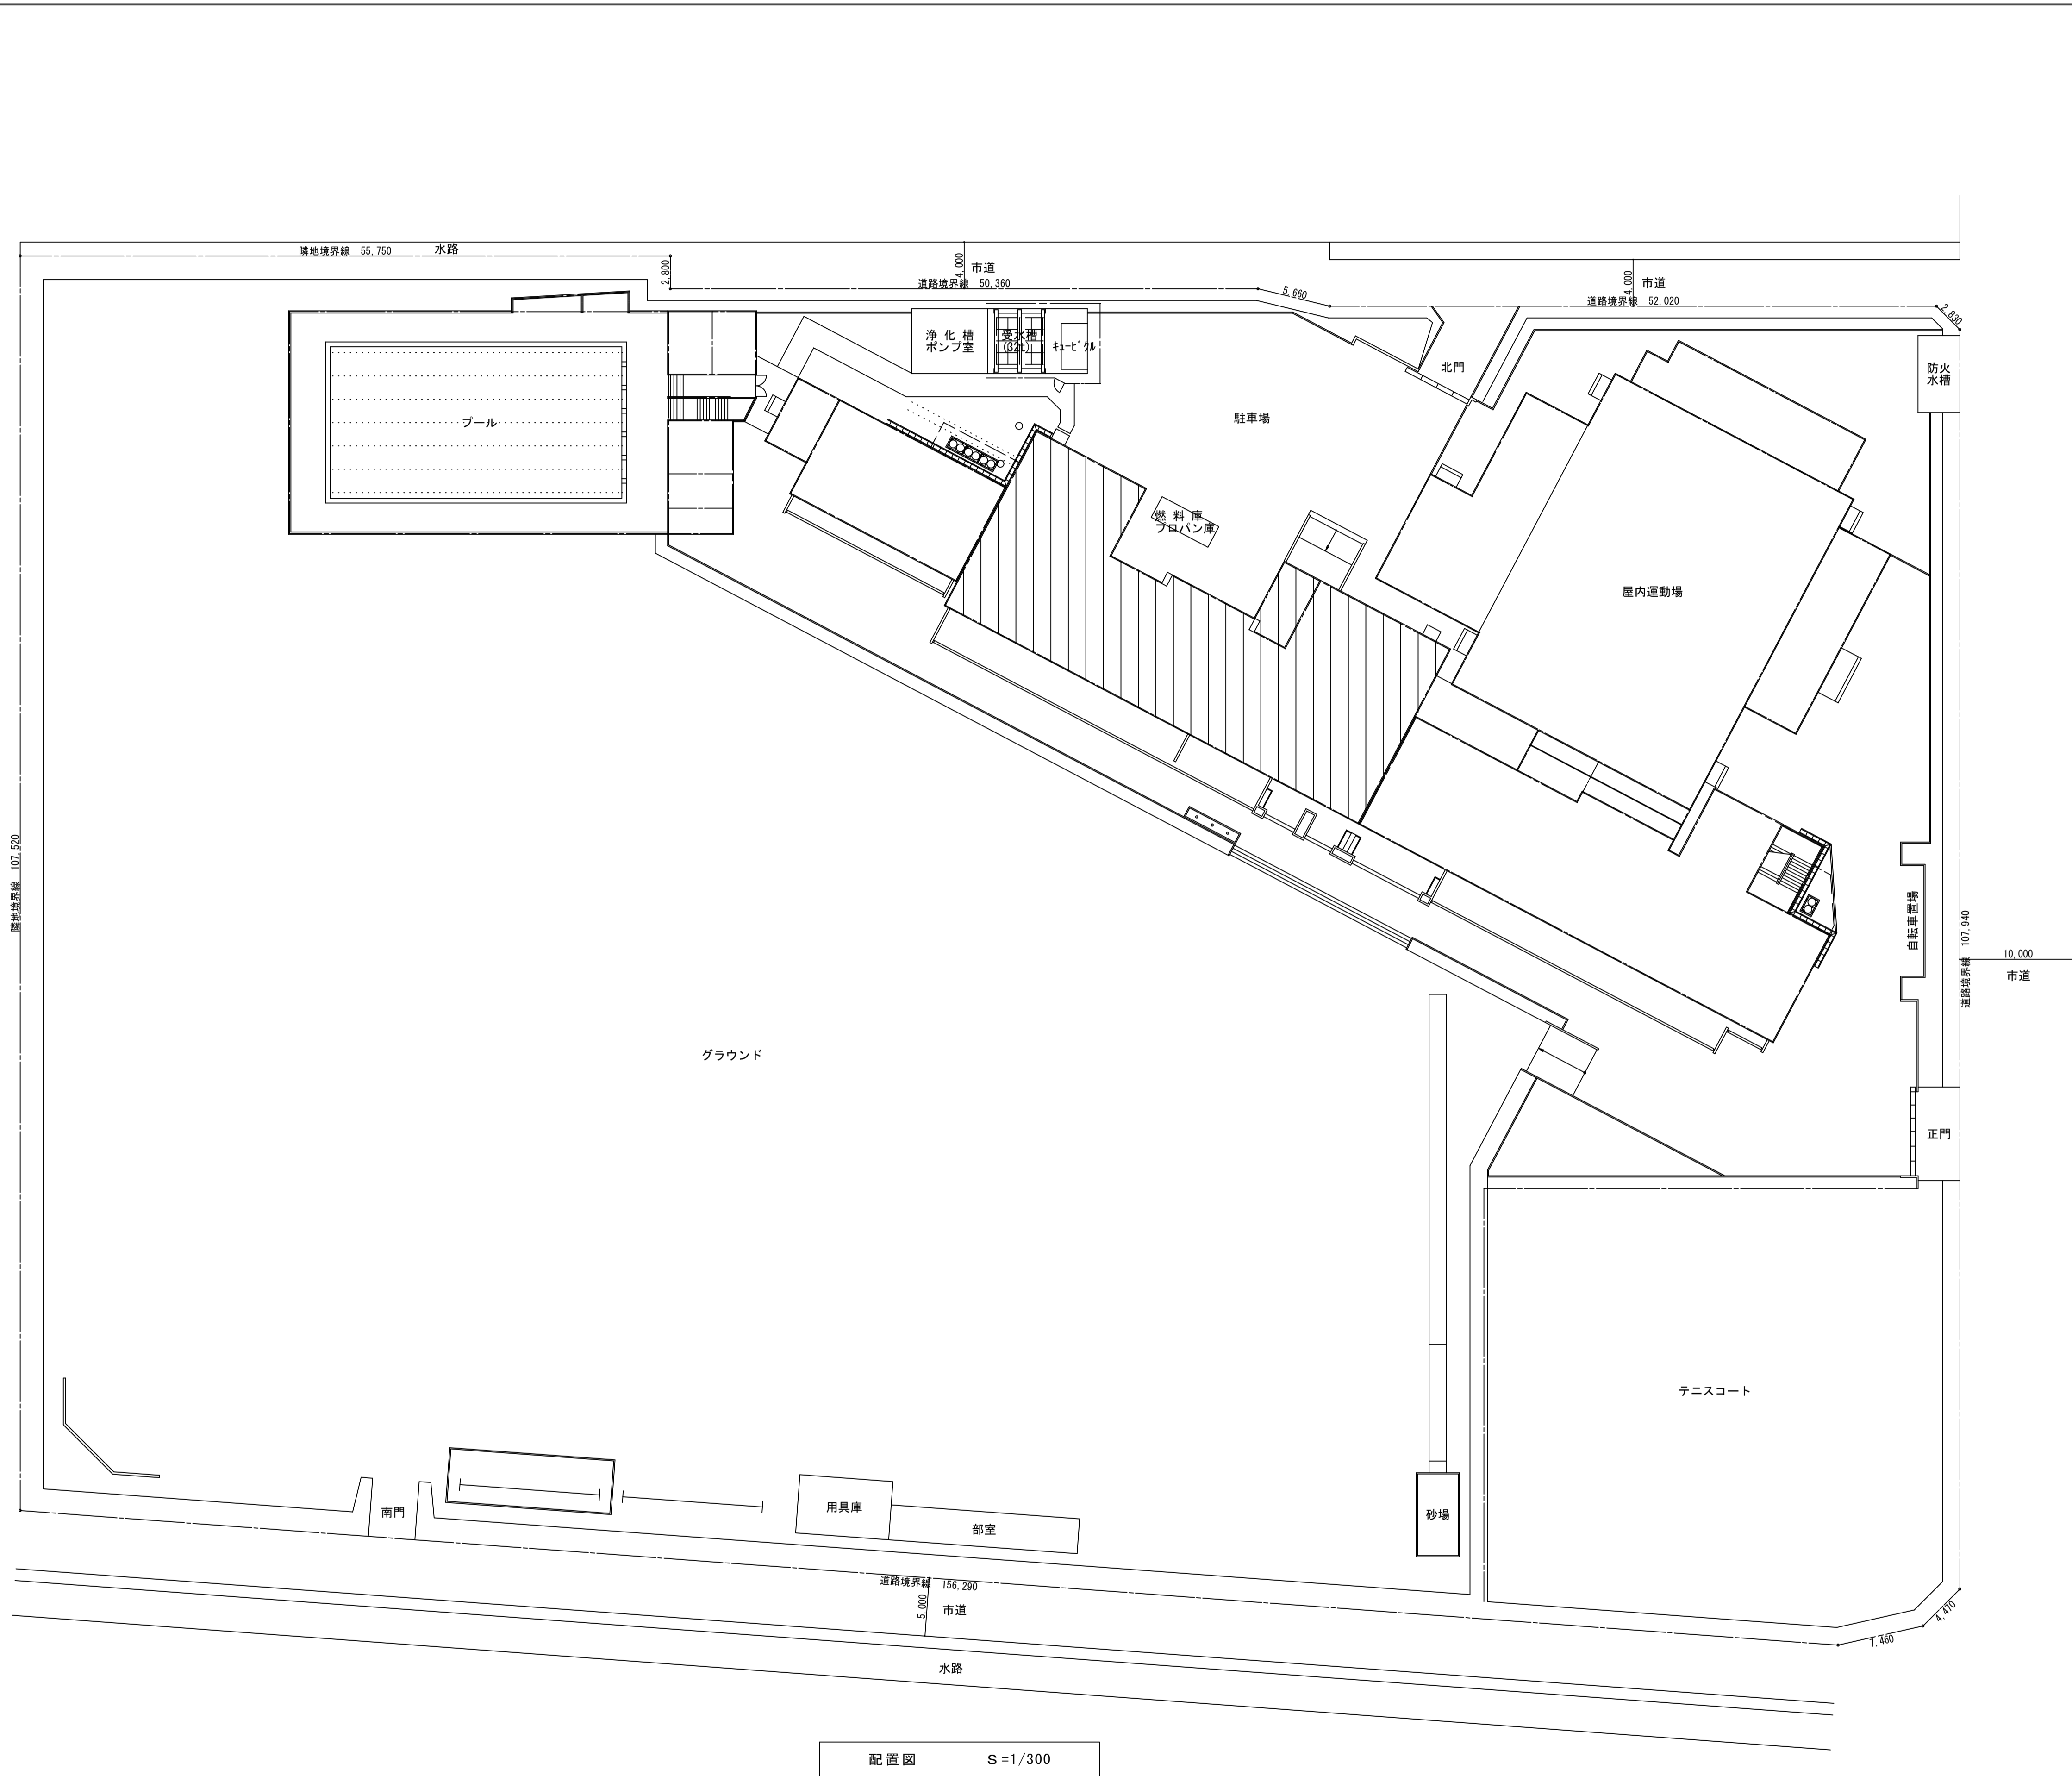 隣地境界線 55,750
水路
2,800
4,000
市道
道路境界線 50,360
5,660
4,000
市道
道路境界線 52,020
2,830
浄化槽
ポンプ室
受水槽
(32t)
ｷｭｰﾋﾞｸﾙ
北門
防火
水槽
プール
駐車場
燃料庫
プロパン庫
屋内運動場
隣地境界線 107,520
自転車置場
道路境界線 107,940
10,000
市道
グラウンド
正門
テニスコート
南門
用具庫
部室
砂場
道路境界線 156,290
5,000
市道
7,460
4,470
水路
配置図 S=1/300